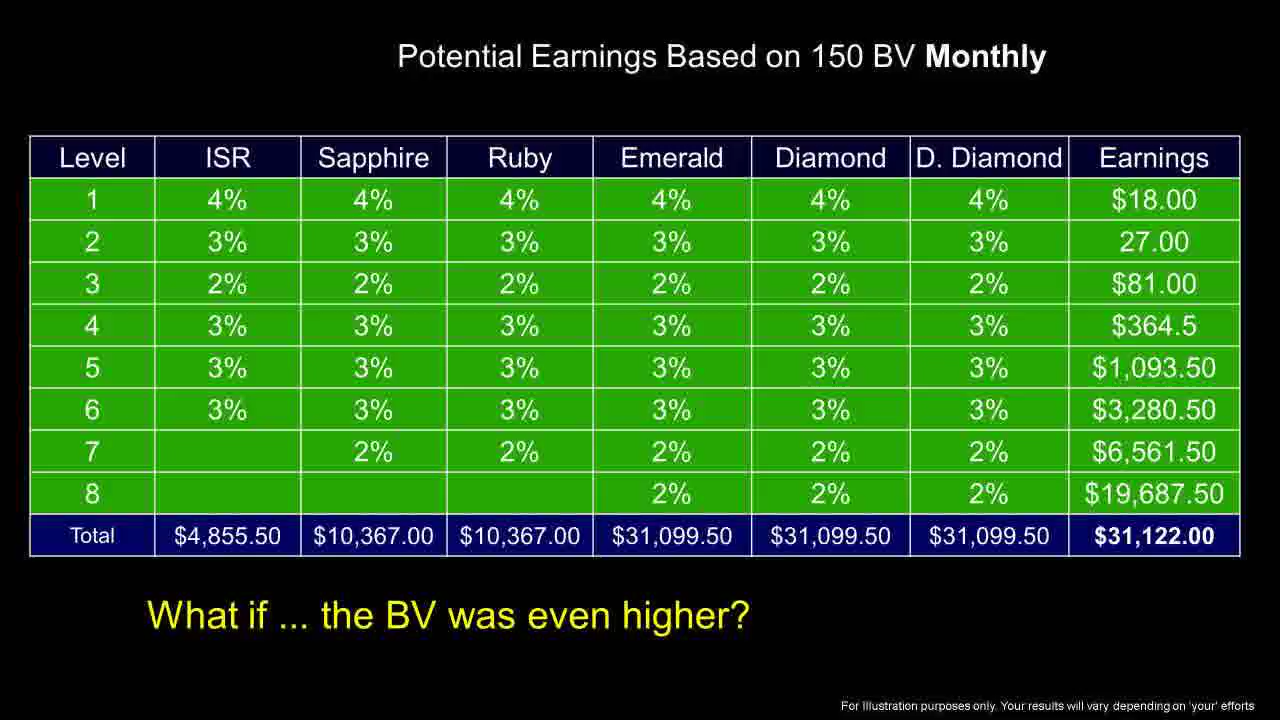 Potential Earnings Based on 150 BV Monthly
Level ISR Sapphire Ruby Emerald Diamond D. Diamond Earnings
1 4% 4% 4% 4% 4% 4% $18.00
2 3% 3% 3% 3% 3% 3% 27.00
3 2% 2% 2% 2% 2% 2% $81.00
4 3% 3% 3% 3% 3% 3% $364.5
5 3% 3% 3% 3% 3% 3% $1,093.50
6 3% 3% 3% 3% 3% 3% $3,280.50
7 2% 2% 2% 2% 2% $6,561.50
8 2% 2% 2% $19,687.50
Total $4,855.50 $10,367.00 $10,367.00 $31,099.50 $31,099.50 $31,099.50 $31,122.00
What if ... the BV was even higher?
For Illustration purposes only. Your results will vary depending on 'your' efforts